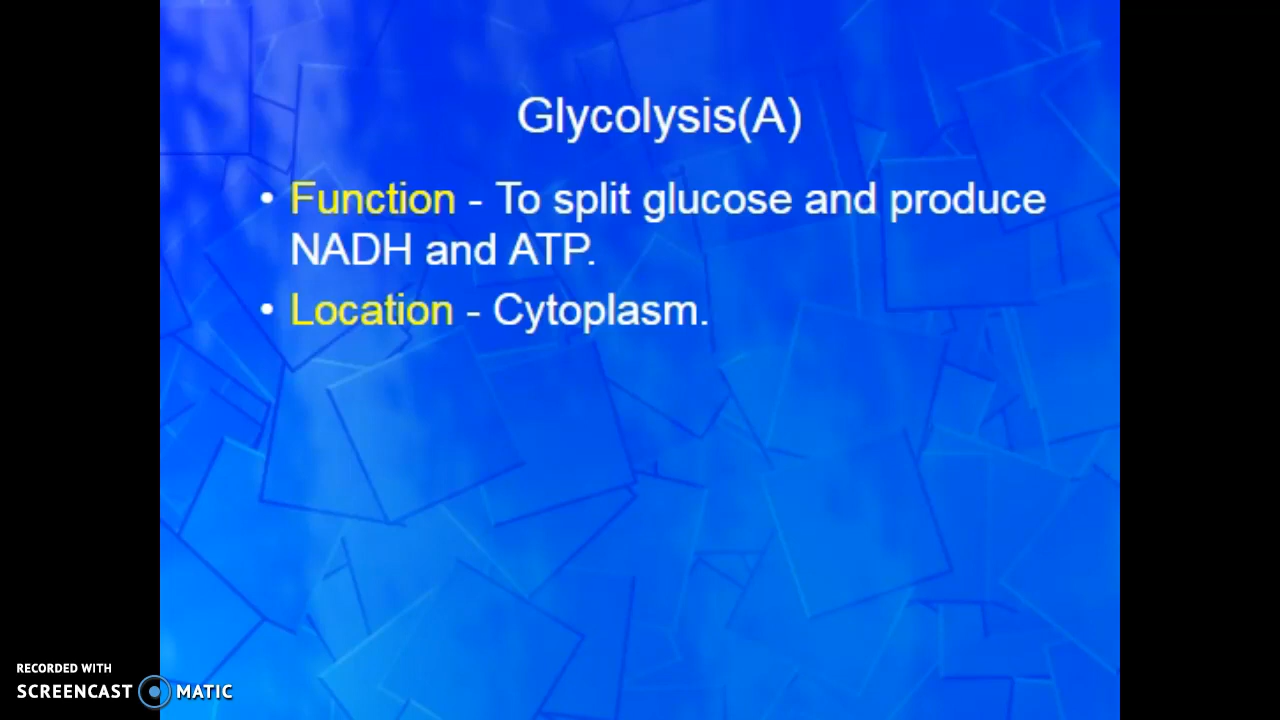 Glycolysis(A)
• Function - To split glucose and produce
NADH and ATP.
• Location - Cytoplasm.
RECORDED WITH
SCREENCAST MATIC